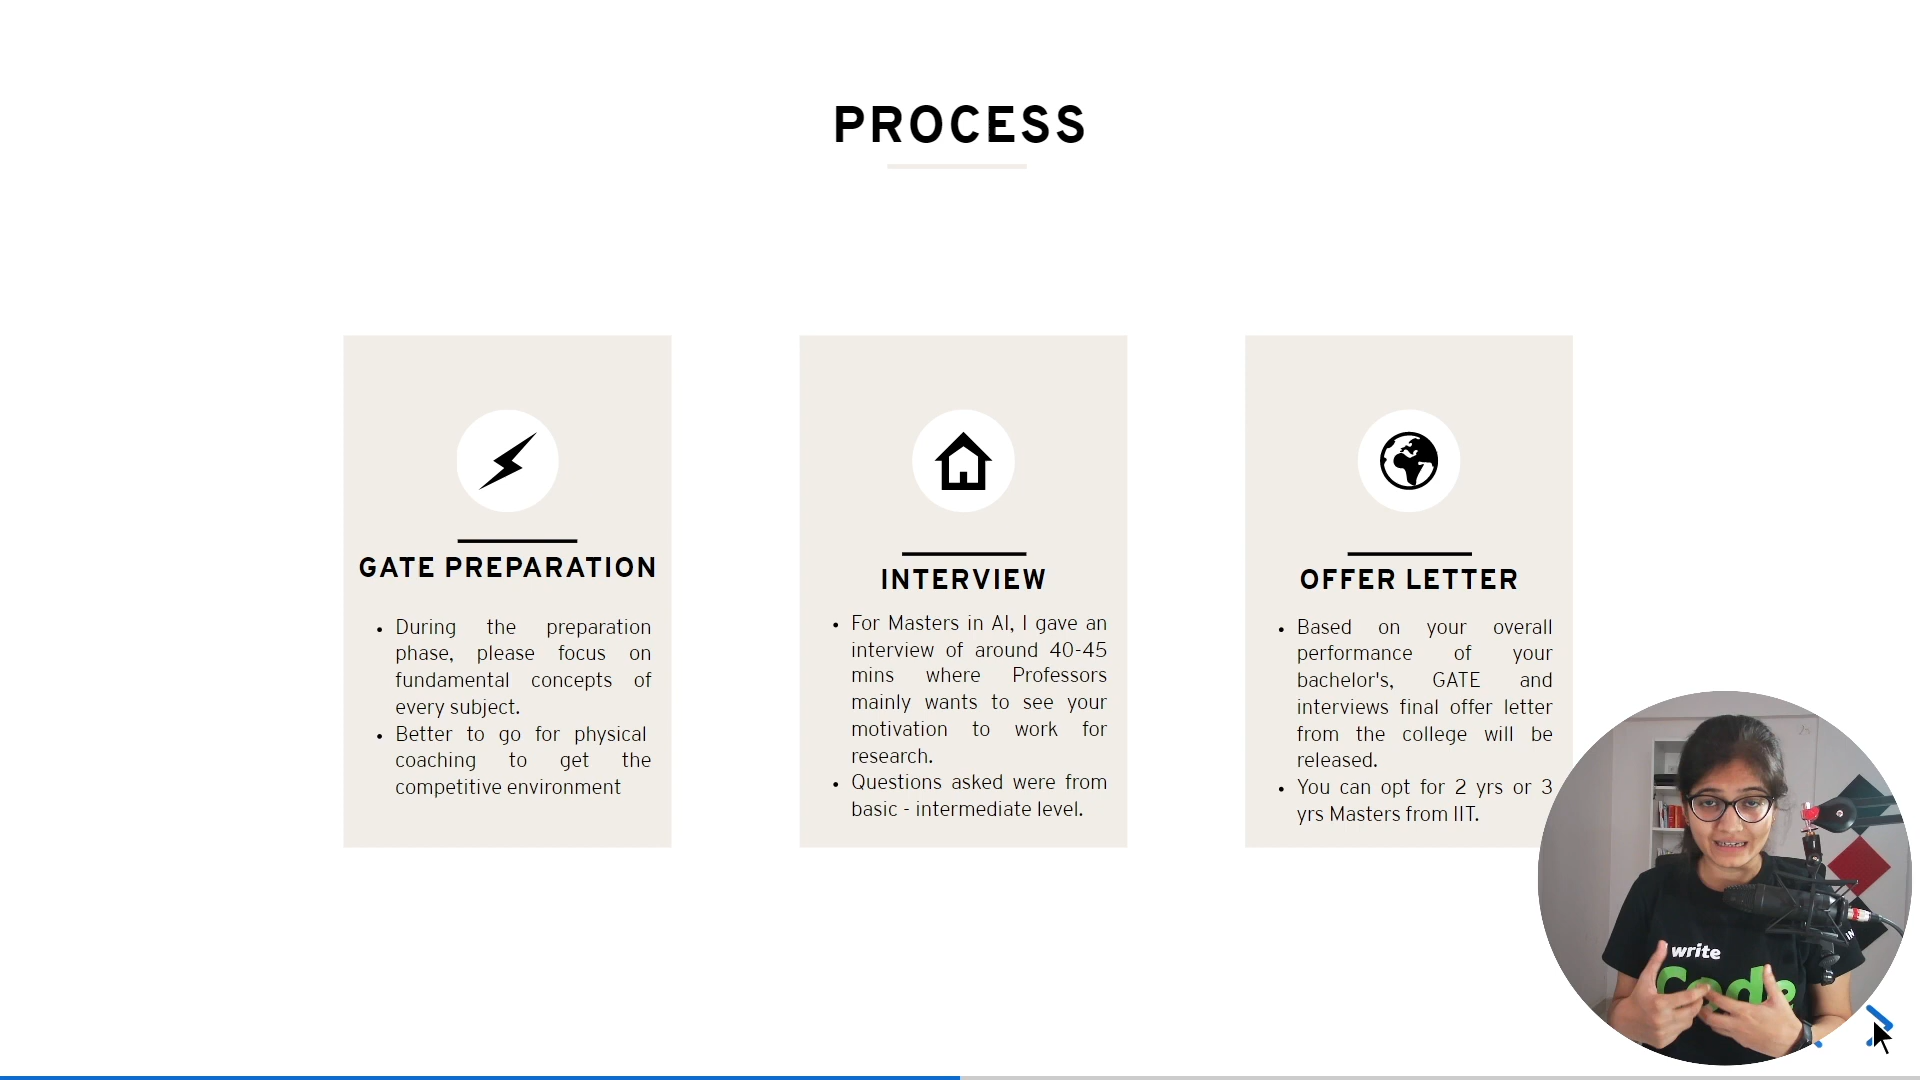 PROCESS
GATE PREPARATION
• During the preparation
phase, please focus on
fundamental concepts of
every subject.
• Better to go for physical
coaching to get the
competitive environment
INTERVIEW
• For Masters in AI, I gave an
interview of around 40-45
mins where Professors
mainly wants to see your
motivation to work for
research.
• Questions asked were from
basic - intermediate level.
OFFER LETTER
• Based on your overall
performance of your
bachelor's, GATE and
interviews final offer letter
from the college will be
released.
• You can opt for 2 yrs or 3
yrs Masters from IIT.
write
Code